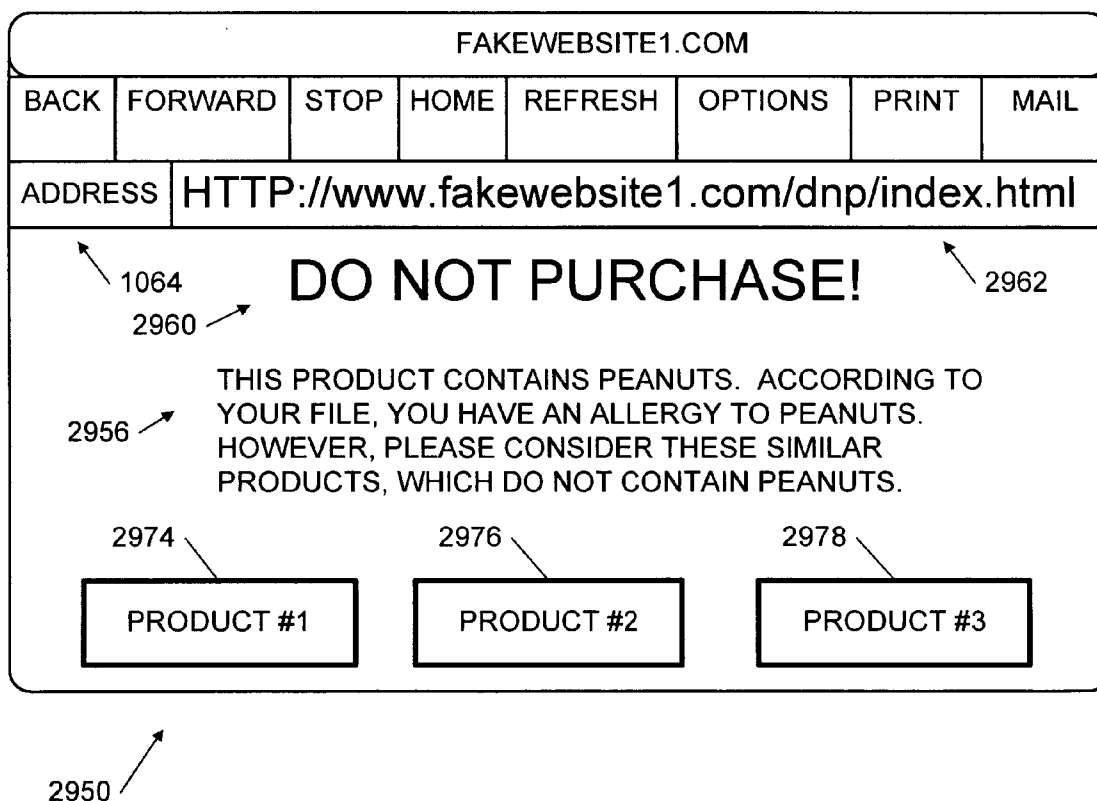 FAKEWEBSITE1.COM
BACK FORWARD STOP HOME REFRESH OPTIONS PRINT MAIL
ADDRESS HTTP://www.fakewebsite1.com/dnp/index.html
1064 DO NOT PURCHASE! 2962
2960
THIS PRODUCT CONTAINS PEANUTS. ACCORDING TO
2956 YOUR FILE, YOU HAVE AN ALLERGY TO PEANUTS.
HOWEVER, PLEASE CONSIDER THESE SIMILAR
PRODUCTS, WHICH DO NOT CONTAIN PEANUTS.
2974 2976 2978
PRODUCT #1 PRODUCT #2 PRODUCT #3
2950